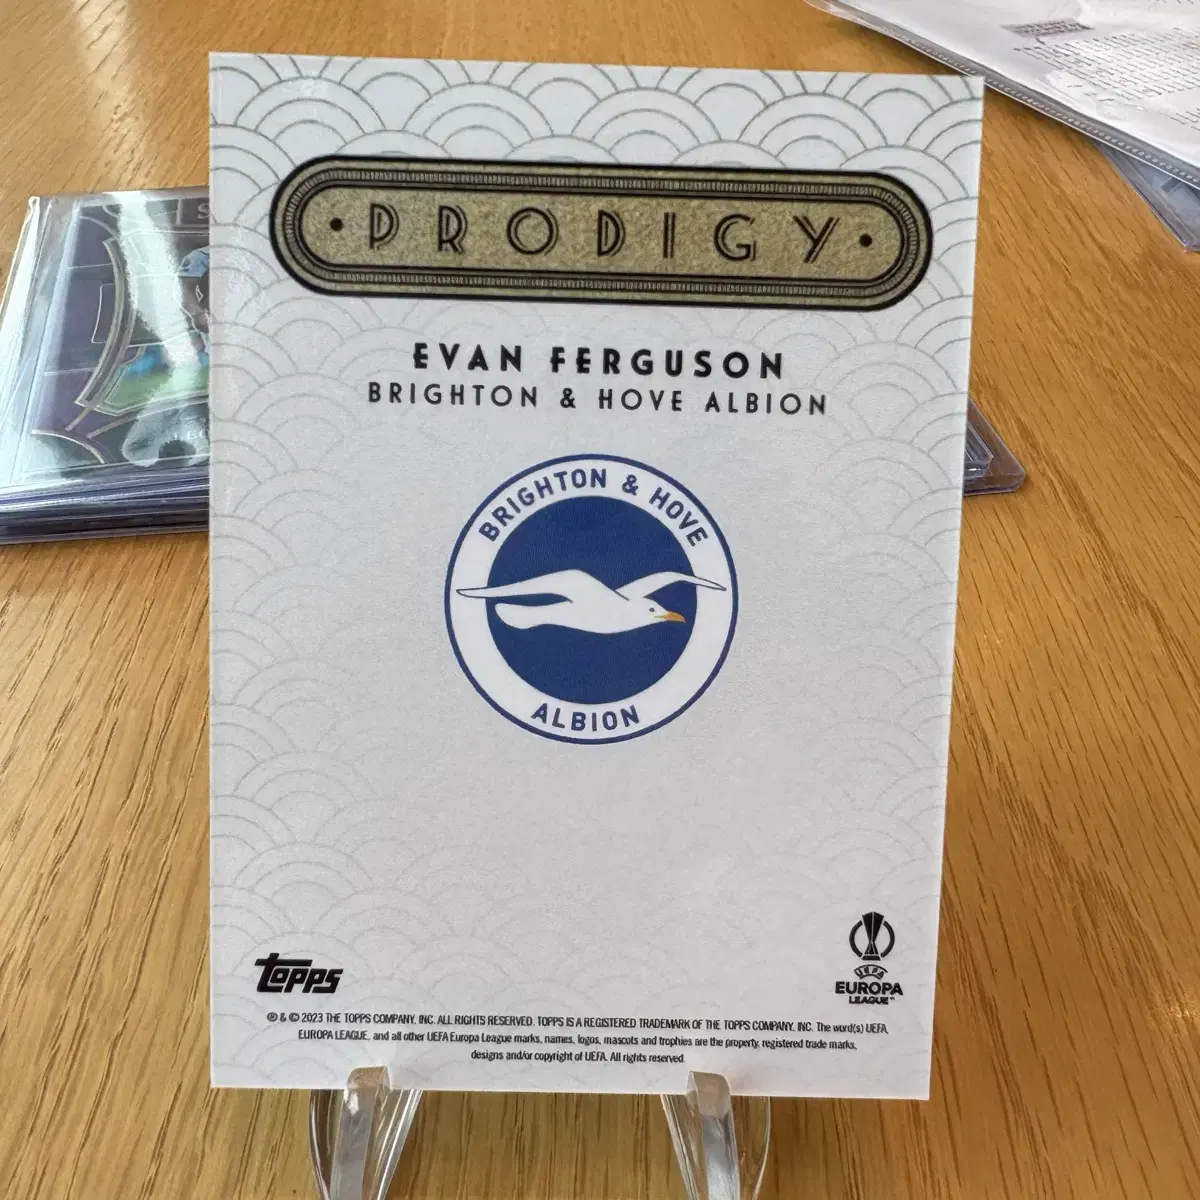 PRODIGY
EVAN FERGUSON
BRIGHTON & HOVE ALBION
BRIGHTON & HOVE
ALBION
topps
UEFA
EUROPA
LEAGUE™
® & © 2023 THE TOPPS COMPANY, INC. ALL RIGHTS RESERVED. TOPPS IS A REGISTERED TRADEMARK OF THE TOPPS COMPANY, INC. The word(s) UEFA,
EUROPA LEAGUE, and all other UEFA Europa League marks, names, logos, mascots and trophies are the property, registered trade marks,
designs and/or copyright of UEFA. All rights reserved.